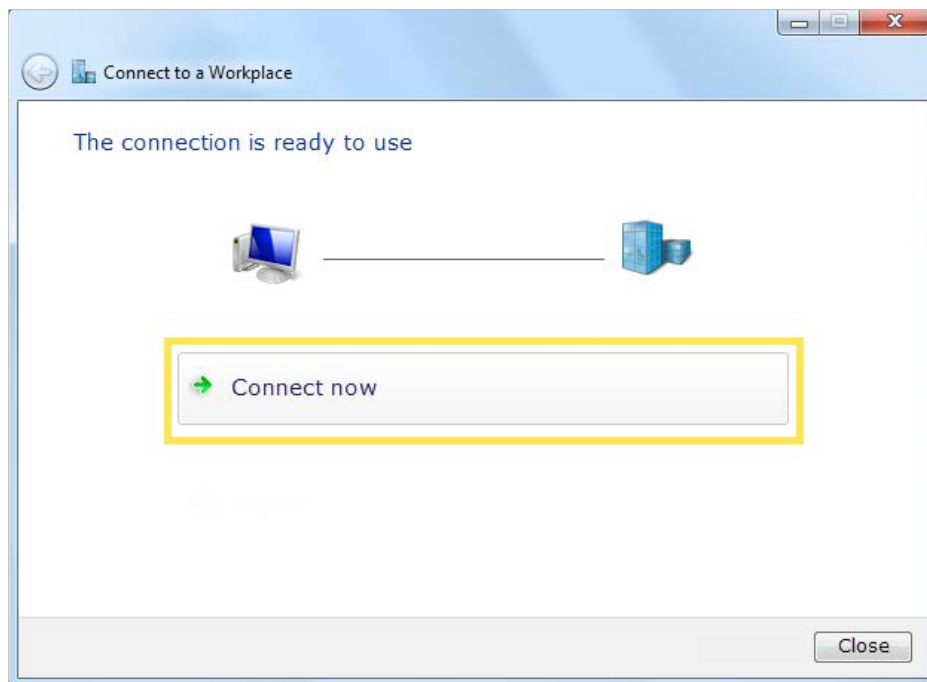 Connect to a Workplace
The connection is ready to use
Connect now
Close